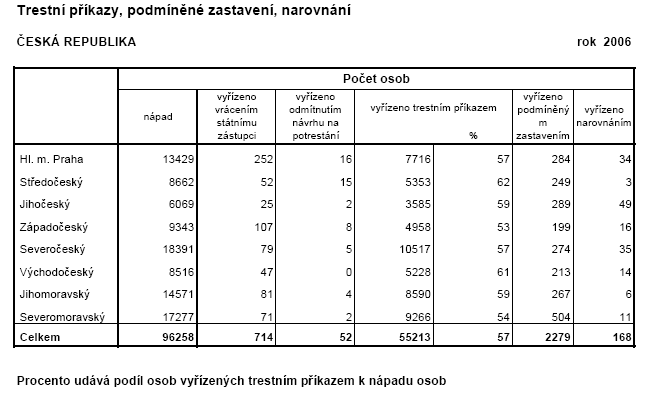 Trestní příkazy, podmíněné zastavení, narovnání
ČESKÁ REPUBLIKA rok 2006
Počet osob
nápad
vyřízeno
vrácením
státnímu
zástupci
vyřízeno
odmítnutím
návrhu na
potrestání
vyřízeno trestním příkazem
%
vyřízeno
podmíněný
m
zastavením
vyřízeno
narovnáním
Hl. m. Praha 13429 252 16 7716 57 284 34
Středočeský 8662 52 15 5353 62 249 3
Jihočeský 6069 25 2 3585 59 289 49
Západočeský 9343 107 8 4958 53 199 16
Severočeský 18391 79 5 10517 57 274 35
Východočeský 8516 47 0 5228 61 213 14
Jihomoravský 14571 81 4 8590 59 267 6
Severomoravský 17277 71 2 9266 54 504 11
Celkem 96258 714 52 55213 57 2279 168
Procento udává podíl osob vyřízených trestním příkazem k nápadu osob